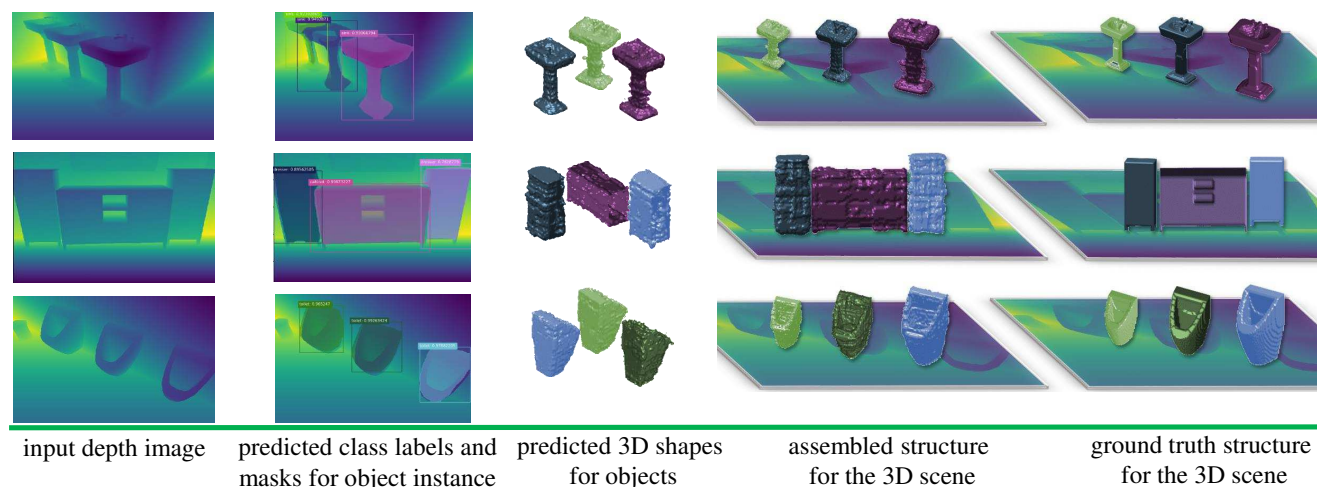 input depth image
predicted class labels and
masks for object instance
predicted 3D shapes
for objects
assembled structure
for the 3D scene
ground truth structure
for the 3D scene